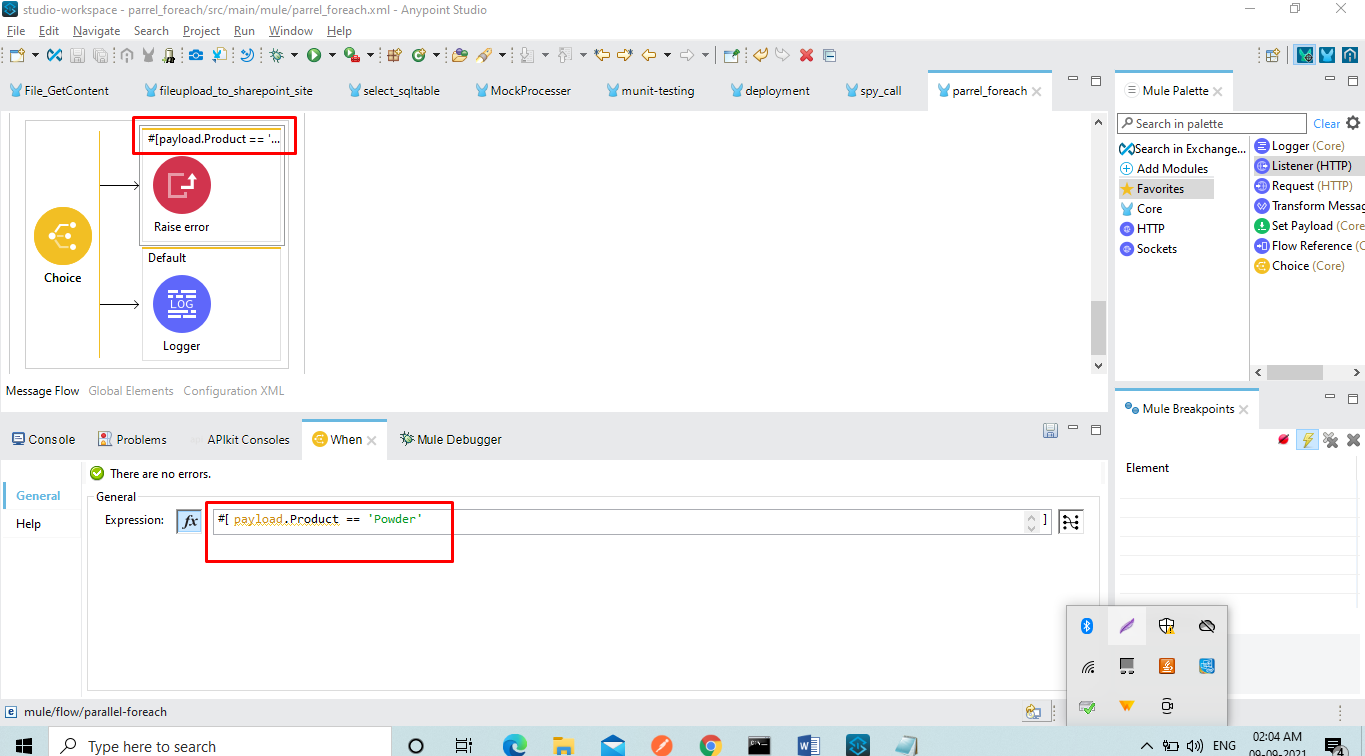 studio-workspace - parrel_foreach/src/main/mule/parrel_foreach.xml - Anypoint Studio
File Edit Navigate Search Project Run Window Help
File_GetContent fileupload_to_sharepoint_site select_sqltable MockProcesser munit-testing deployment spy_call parrel_foreach
Mule Palette
#[payload.Product == '...
Raise error
Choice
Default
LOG
Logger
Search in palette Clear
Search in Exchange...
Add Modules
Favorites
Core
HTTP
Sockets
Logger (Core)
Listener (HTTP)
Request (HTTP)
Transform Messag
Set Payload (Core
Flow Reference (C
Choice (Core)
Message Flow Global Elements Configuration XML
Mule Breakpoints
Console Problems APIkit Consoles When Mule Debugger
Element
There are no errors.
General
Help
General
Expression: fx #[ payload.Product == 'Powder' ]
mule/flow/parallel-foreach
Type here to search
ENG
02:04 AM
09-09-2021
4